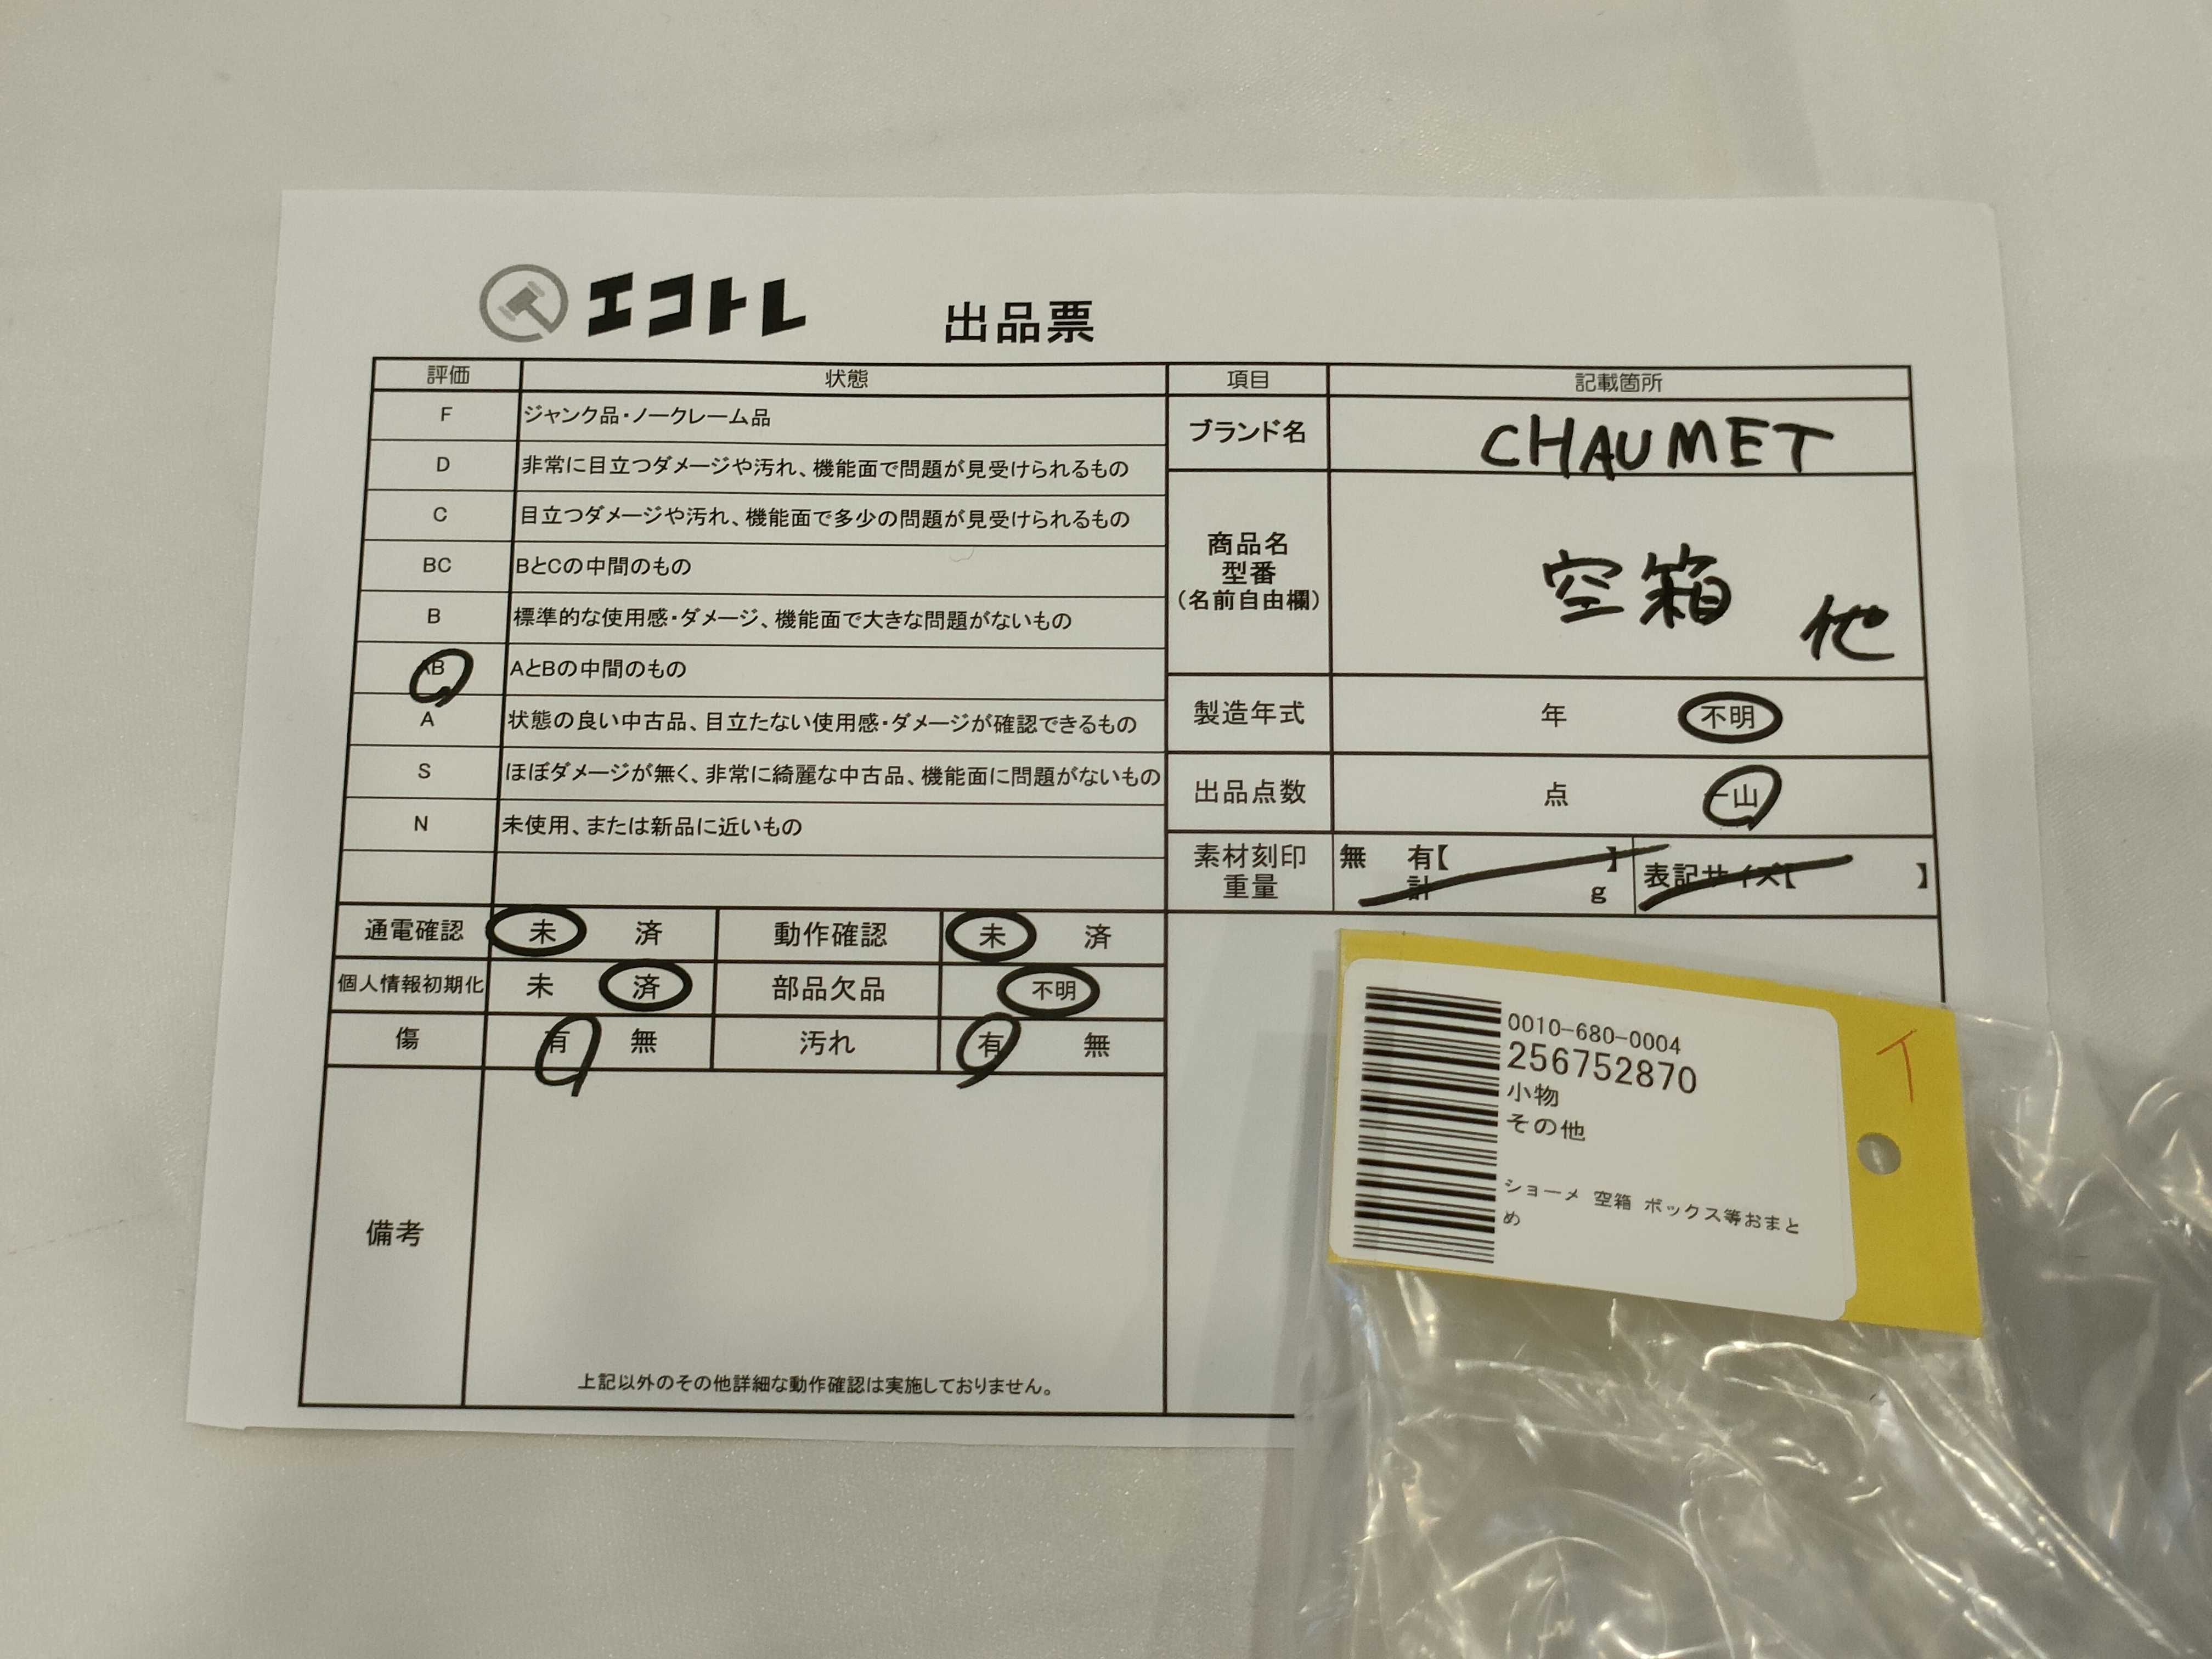 エコトレ 出品票
評価 状態 項目 記載箇所
F ジャンク品・ノークレーム品
D 非常に目立つダメージや汚れ、機能面で問題が見受けられるもの
C 目立つダメージや汚れ、機能面で多少の問題が見受けられるもの
BC BとCの中間のもの
B 標準的な使用感・ダメージ、機能面で大きな問題がないもの
AB AとBの中間のもの
A 状態の良い中古品、目立たない使用感・ダメージが確認できるもの
S ほぼダメージが無く、非常に綺麗な中古品、機能面に問題がないもの
N 未使用、または新品に近いもの
ブランド名 CHAUMET
商品名
型番
(名前自由欄)
空箱 他
製造年式 年 不明
出品点数 点 一山
素材刻印 無 有【 】 表記サイズ【 】
重量 計 g
通電確認 未 済 動作確認 未 済
個人情報初期化 未 済 部品欠品 不明
傷 有 無 汚れ 有 無
備考
上記以外のその他詳細な動作確認は実施しておりません。
0010-680-0004
256752870
小物
その他
ショーメ 空箱 ボックス等おまと
め
イ